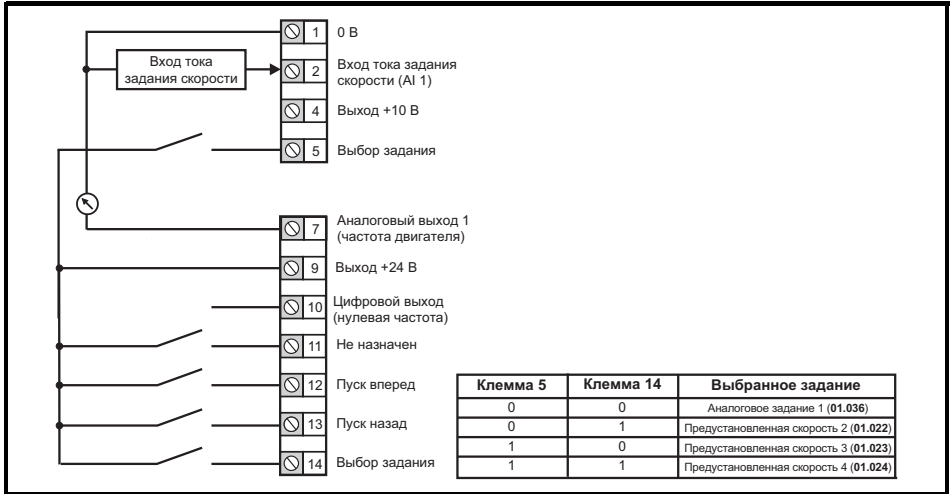 1 0 В
Вход тока
задания скорости
2 Вход тока задания
скорости (AI 1)
4 Выход +10 В
5 Выбор задания
7 Аналоговый выход 1
(частота двигателя)
9 Выход +24 В
10 Цифровой выход
(нулевая частота)
11 Не назначен
12 Пуск вперед
13 Пуск назад
14 Выбор задания
Клемма 5 Клемма 14 Выбранное задание
0 0 Аналоговое задание 1 (01.036)
0 1 Предустановленная скорость 2 (01.022)
1 0 Предустановленная скорость 3 (01.023)
1 1 Предустановленная скорость 4 (01.024)